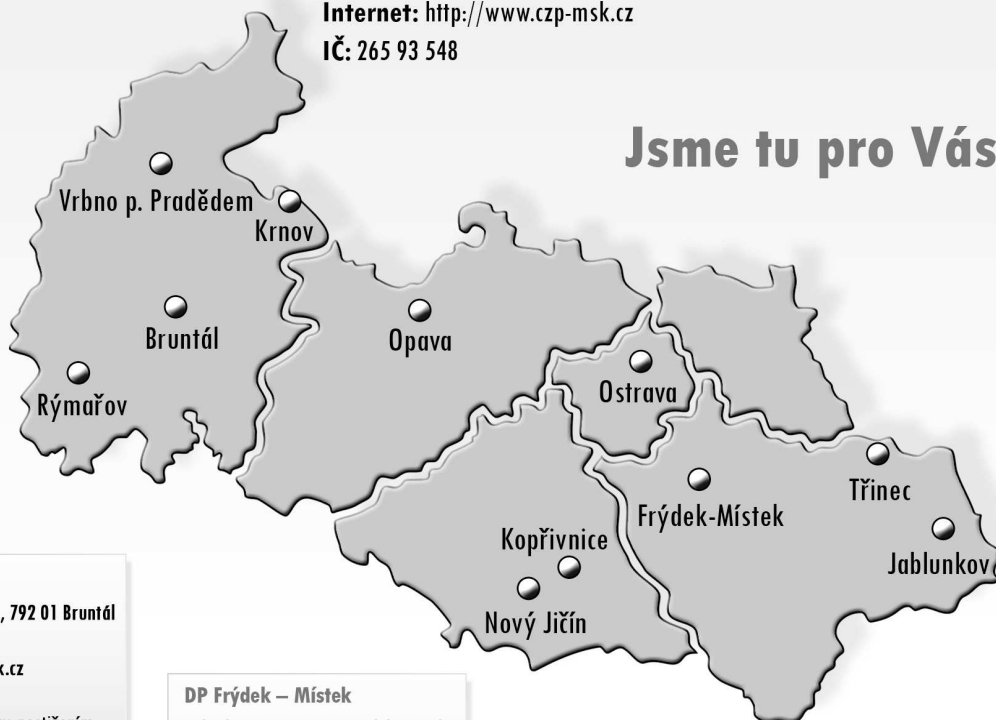 Internet: http://www.czp-msk.cz
IČ: 265 93 548
Jsme tu pro Vás
Vrbno p. Pradědem
Krnov
Bruntál
Opava
Rýmařov
Ostrava
Třinec
Frýdek-Místek
Kopřivnice
Jablunkov
Nový Jičín
, 792 01 Bruntál
k.cz
DP Frýdek – Místek